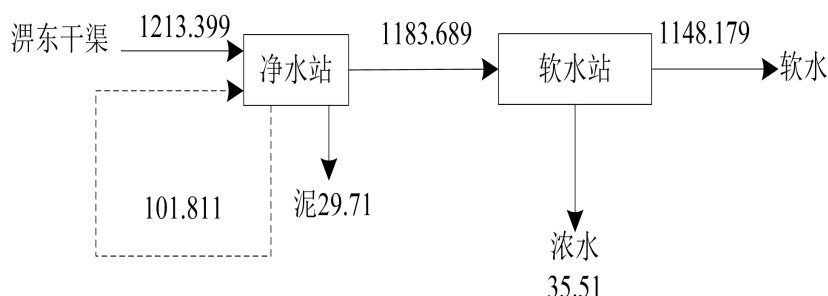 淠东干渠
1213.399
净水站
1183.689
软水站
1148.179
软水
101.811
泥29.71
浓水
35.51